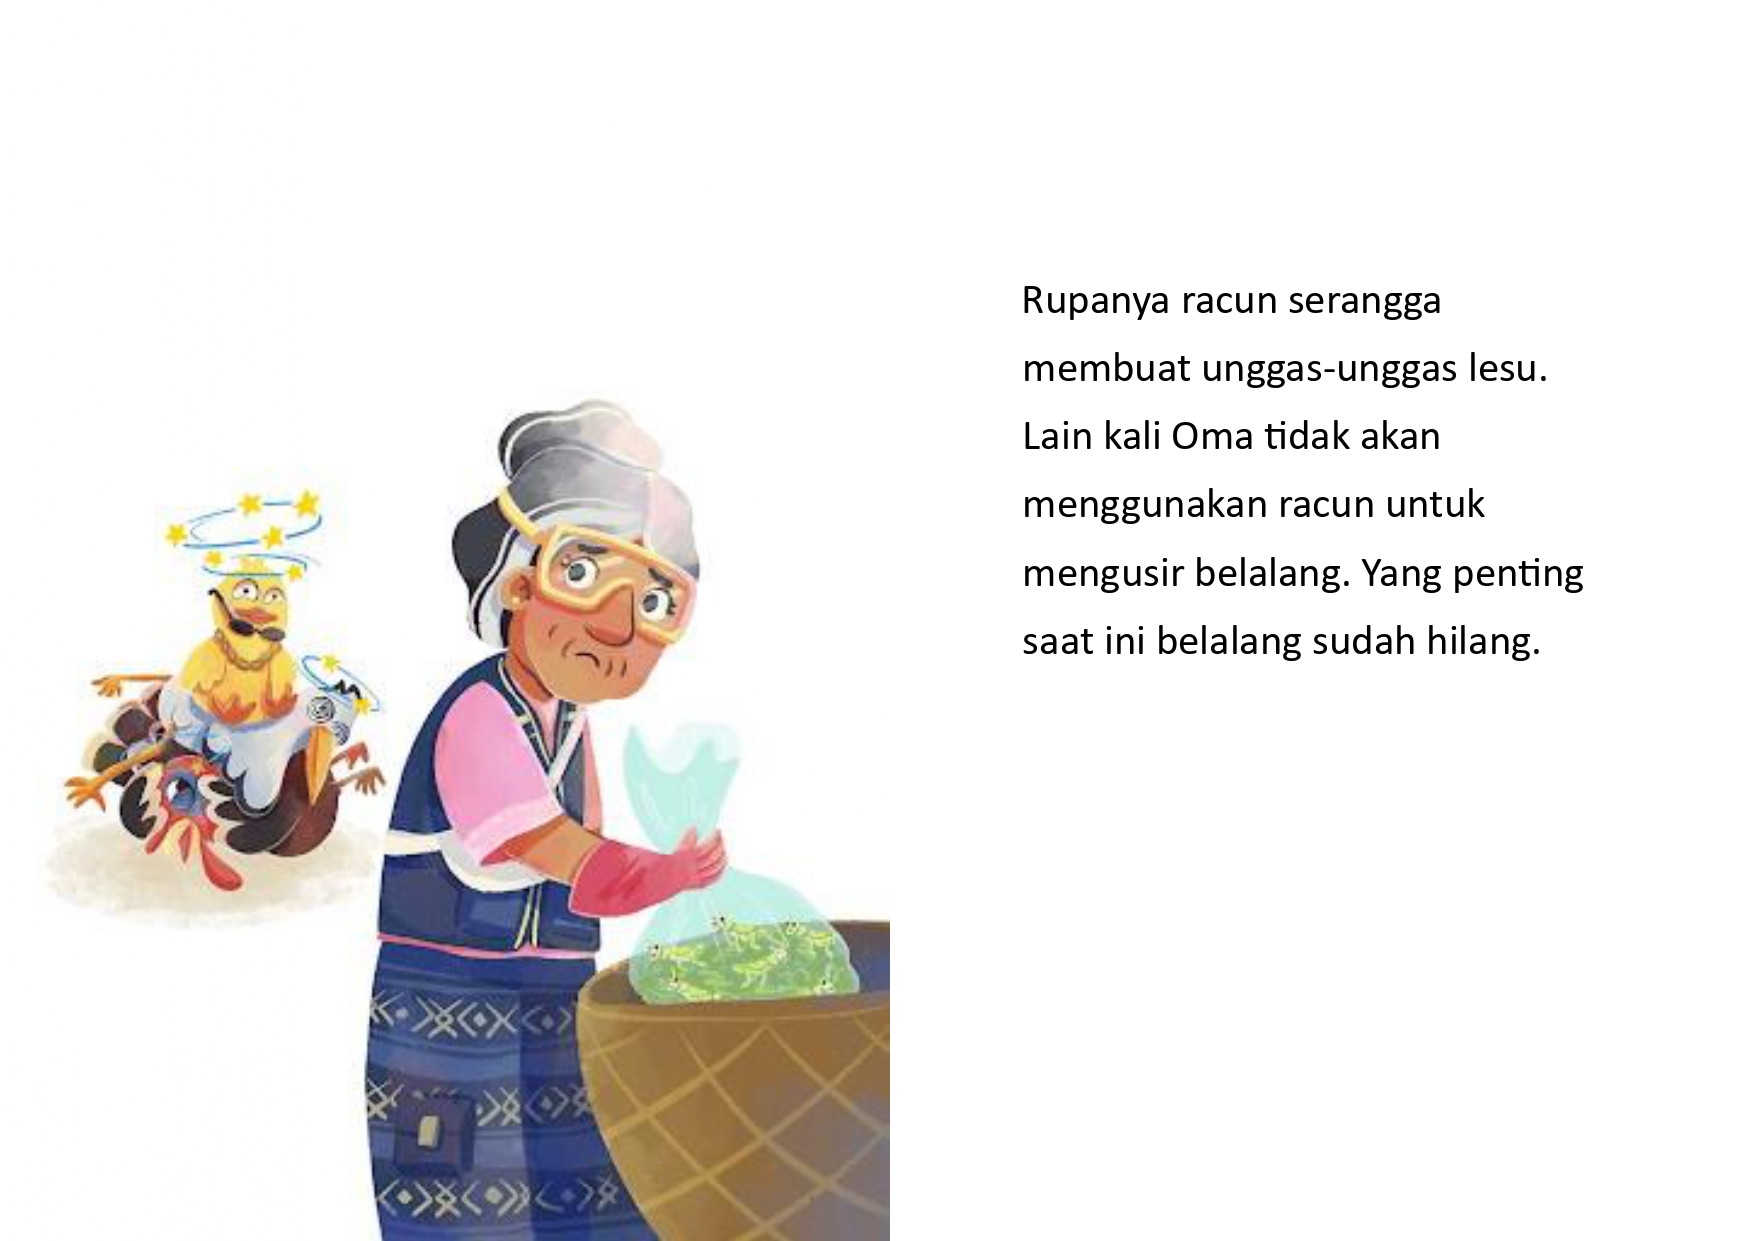 Rupanya racun serangga
membuat unggas-unggas lesu.
Lain kali Oma tidak akan
menggunakan racun untuk
mengusir belalang. Yang penting
saat ini belalang sudah hilang.